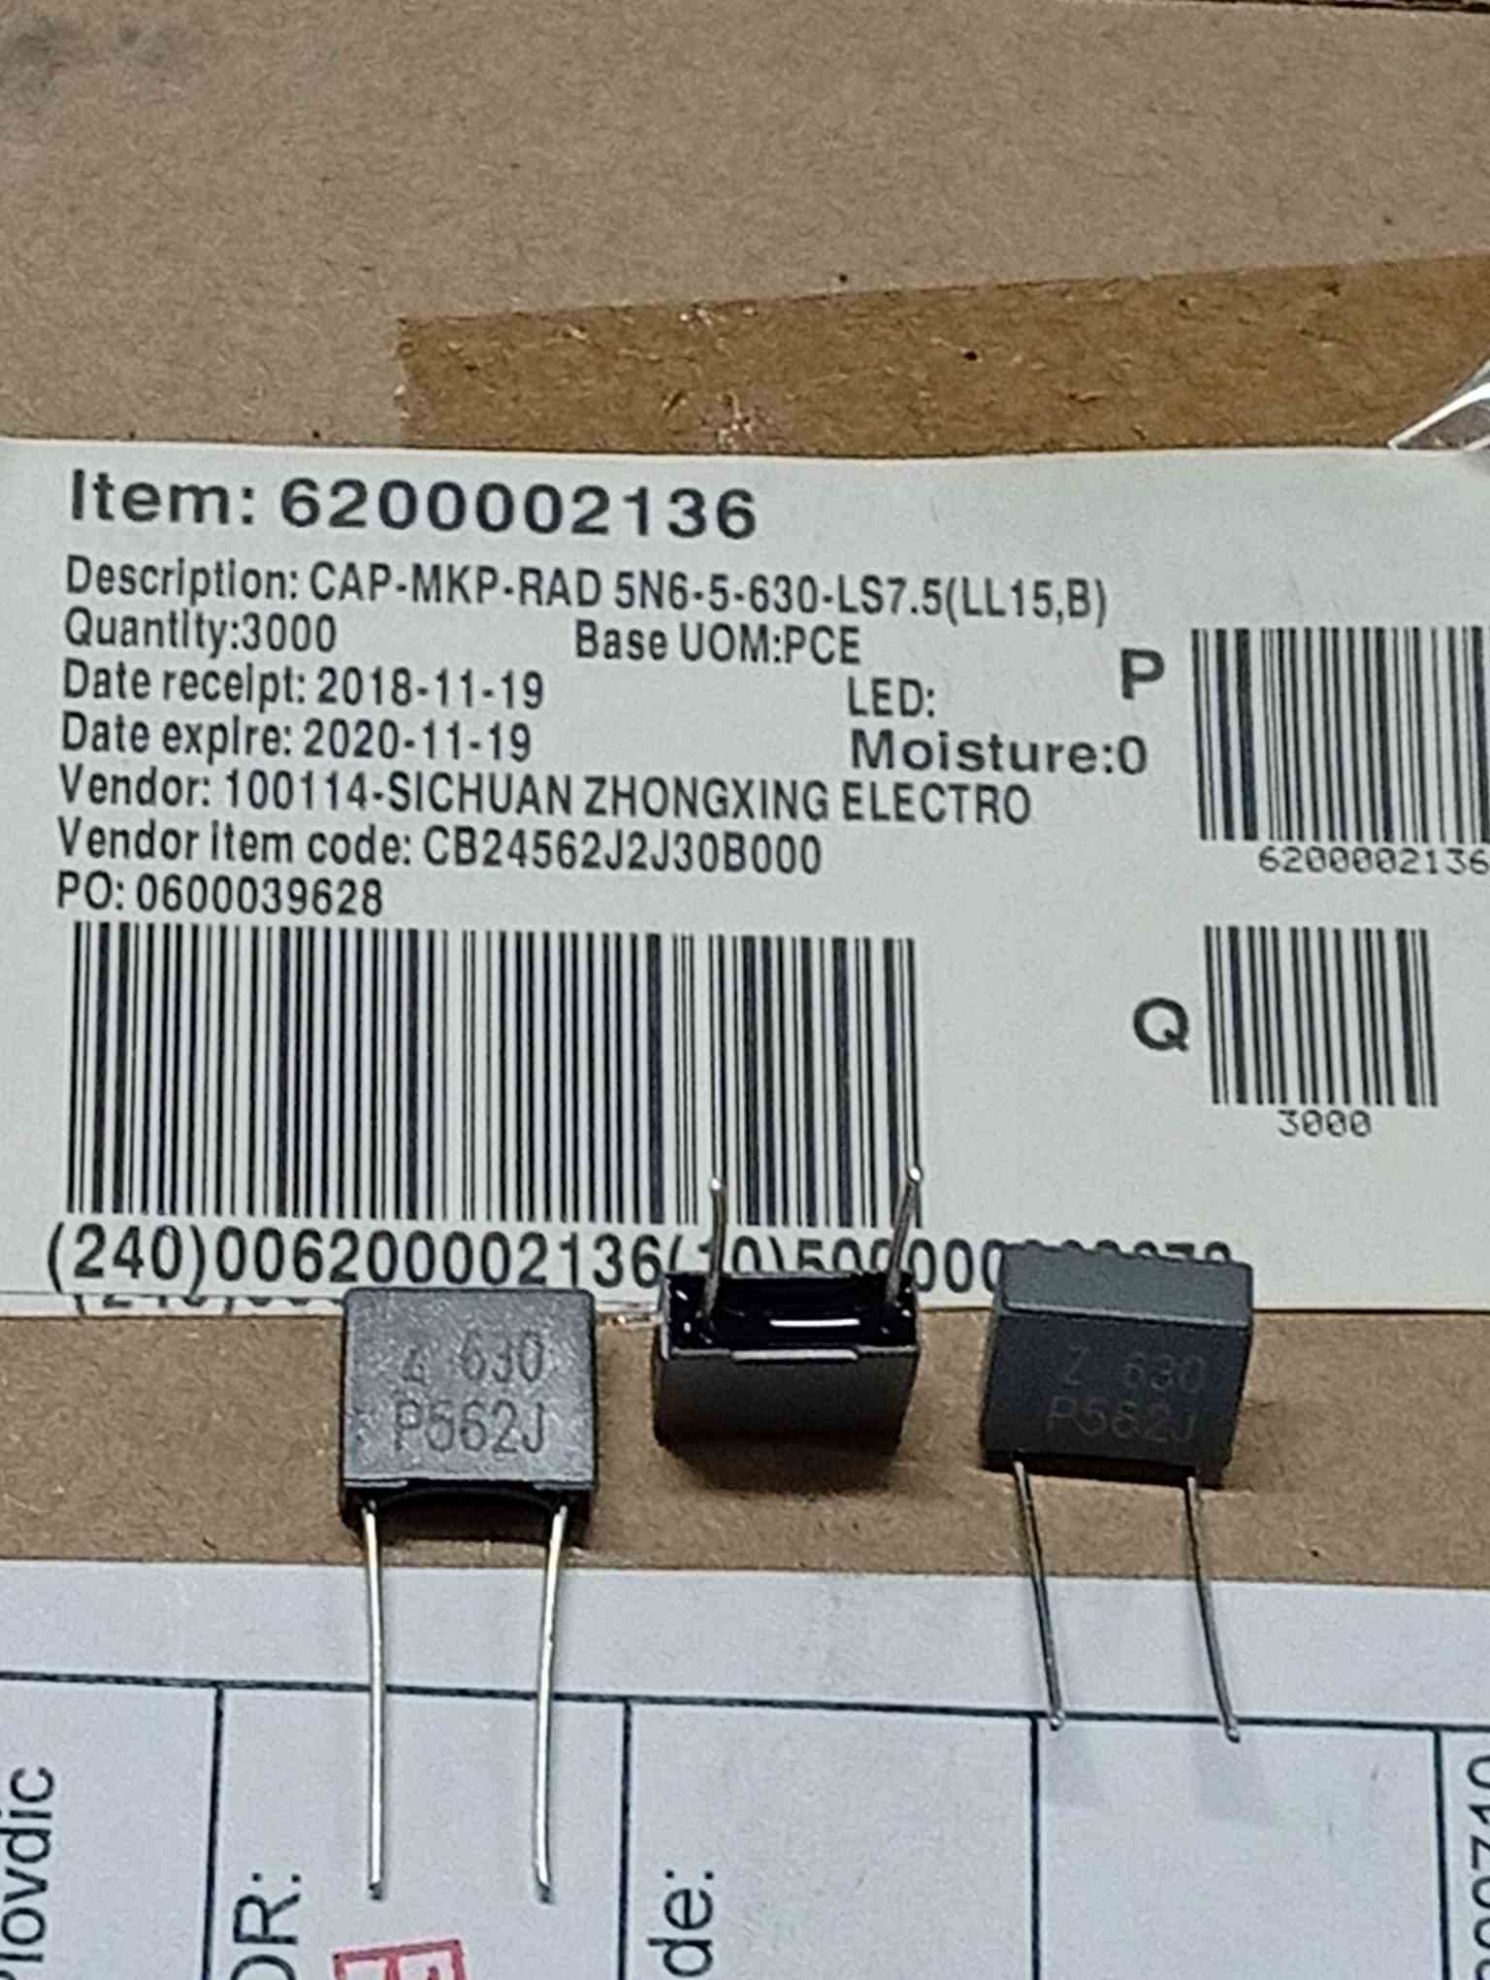 Item: 6200002136
Description: CAP-MKP-RAD 5N6-5-630-LS7.5(LL15,B)
Quantity:3000 Base UOM:PCE
P
Date receipt: 2018-11-19
LED:
Date expire: 2020-11-19
Moisture:0
Vendor: 100114-SICHUAN ZHONGXING ELECTRO
Vendor item code: CB24562J2J30B000
6200002136
PO: 0600039628
Q
3000
(240)006200002136(10)
Z 630
P562J
Z 630
P562J
lovdic
OR:
de: